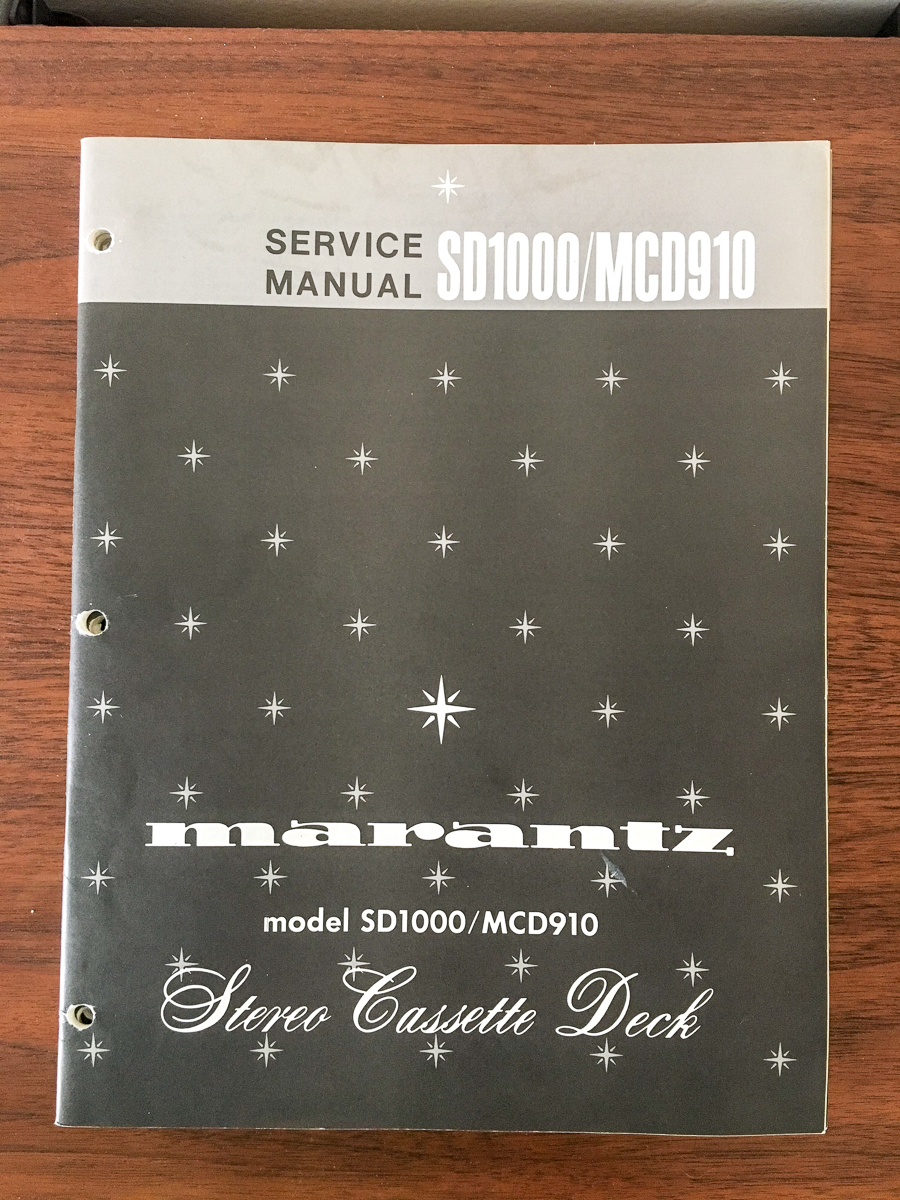 SERVICE
MANUAL SD1000/MCD910
marantz
model SD1000/MCD910
Stereo Cassette Deck